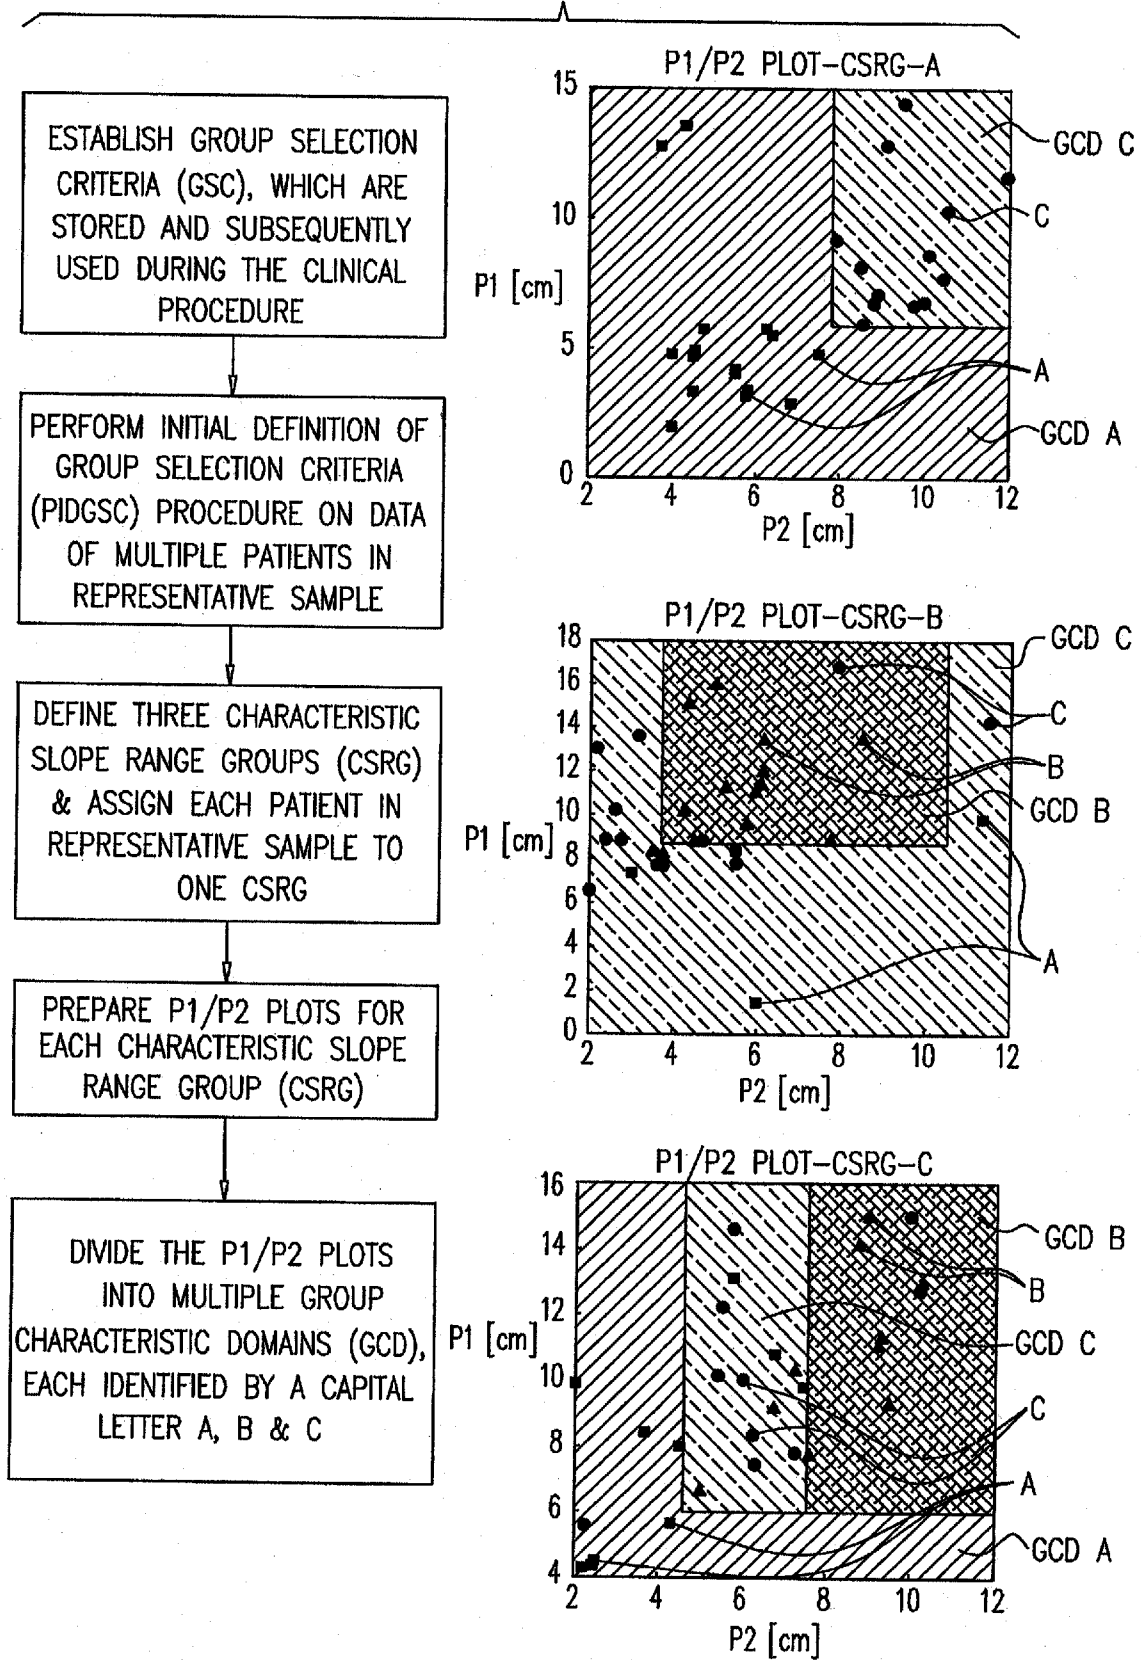 ESTABLISH GROUP SELECTION
CRITERIA (GSC), WHICH ARE
STORED AND SUBSEQUENTLY
USED DURING THE CLINICAL
PROCEDURE
PERFORM INITIAL DEFINITION OF
GROUP SELECTION CRITERIA
(PIDGSC) PROCEDURE ON DATA
OF MULTIPLE PATIENTS IN
REPRESENTATIVE SAMPLE
DEFINE THREE CHARACTERISTIC
SLOPE RANGE GROUPS (CSRG)
& ASSIGN EACH PATIENT IN
REPRESENTATIVE SAMPLE TO
ONE CSRG
PREPARE P1/P2 PLOTS FOR
EACH CHARACTERISTIC SLOPE
RANGE GROUP (CSRG)
DIVIDE THE P1/P2 PLOTS
INTO MULTIPLE GROUP
CHARACTERISTIC DOMAINS (GCD),
EACH IDENTIFIED BY A CAPITAL
LETTER A, B & C
P1/P2 PLOT-CSRG-A
15
GCD C
10
C
P1 [cm]
5
A
GCD A
0
2 4 6 8 10 12
P2 [cm]
P1/P2 PLOT-CSRG-B
18
GCD C
16
14
C
12
B
10
GCD B
P1 [cm]
8
6
4
A
2
0
2 4 6 8 10 12
P2 [cm]
P1/P2 PLOT-CSRG-C
16
14
GCD B
B
12
P1 [cm]
GCD C
10
C
8
A
6
GCD A
4
2 4 6 8 10 12
P2 [cm]